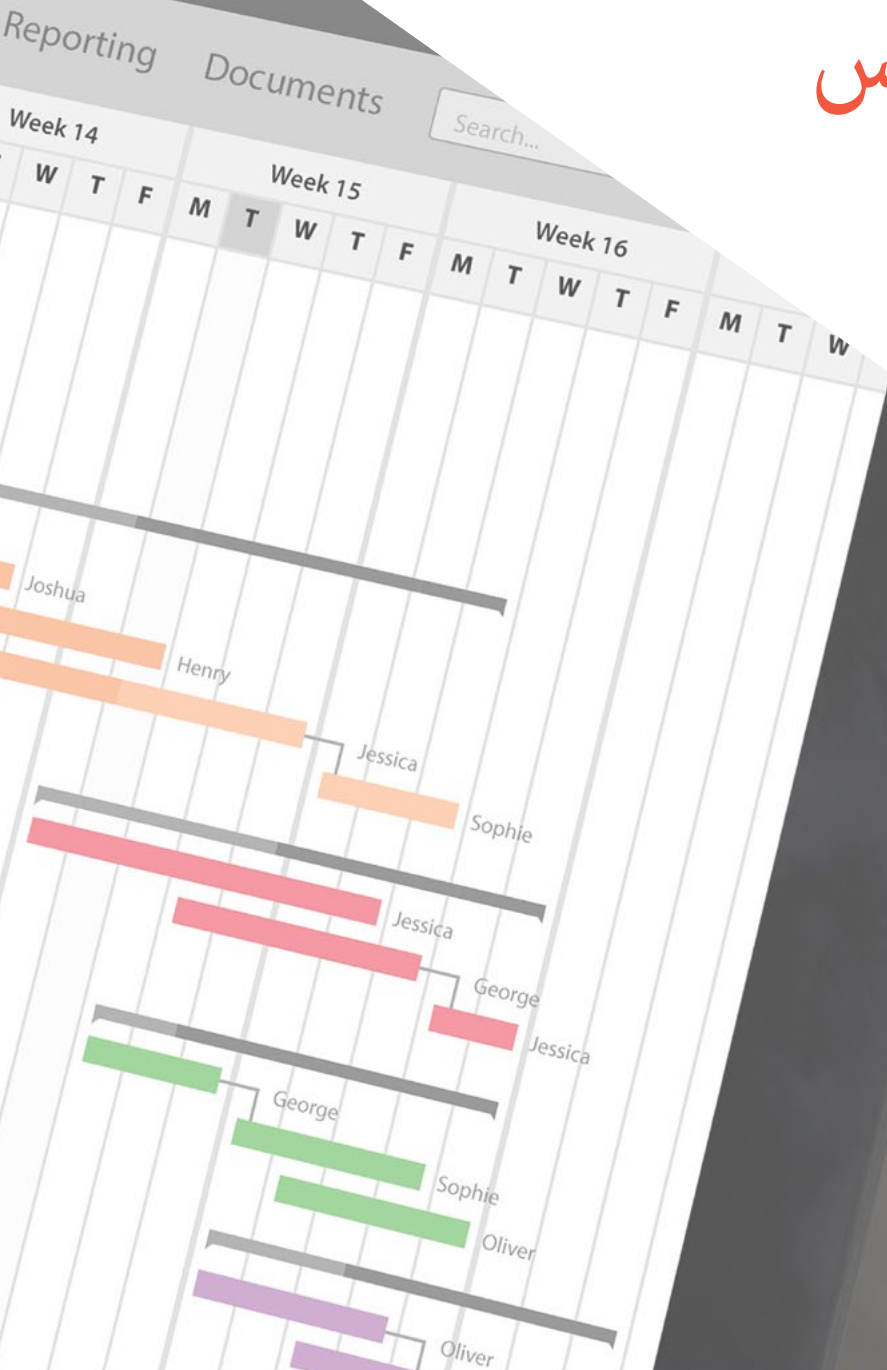 Reporting Documents Search...
Week 14 Week 15 Week 16
W T F M T W T F M T W T F M T W
Joshua
Henry
Jessica
Sophie
Jessica
George
Jessica
George
Sophie
Oliver
Oliver